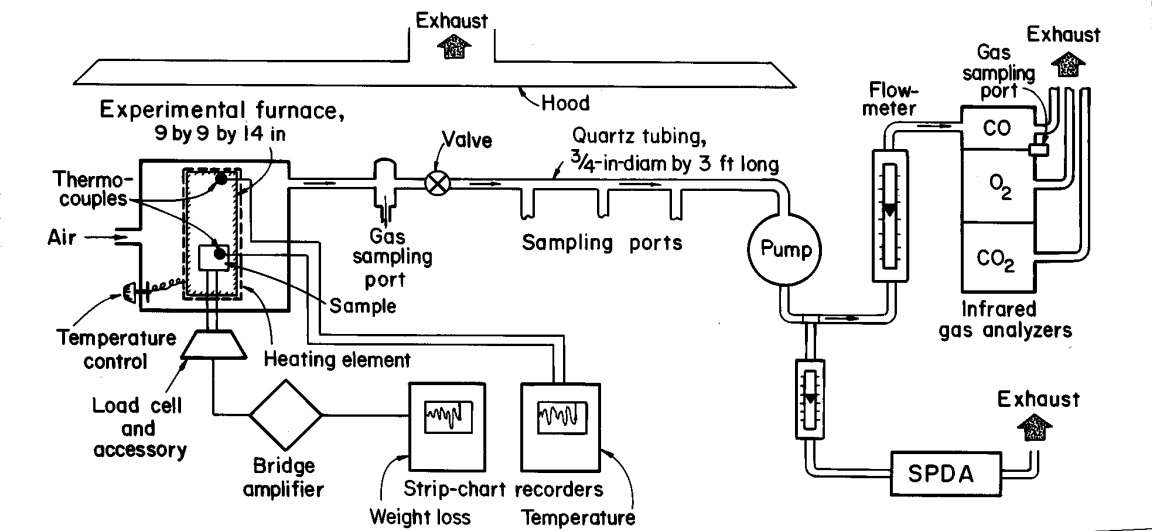 Exhaust
Hood
Experimental furnace,
9 by 9 by 14 in
Thermo-
couples
Air
Temperature
control
Load cell
and
accessory
Sample
Heating element
Bridge
amplifier
Strip-chart recorders
Weight loss
Temperature
Gas
sampling
port
Valve
Quartz tubing,
3/4-in-diam by 3 ft long
Sampling ports
Pump
Flow-
meter
Gas
sampling
port
Exhaust
CO
O2
CO2
Infrared
gas analyzers
Exhaust
SPDA